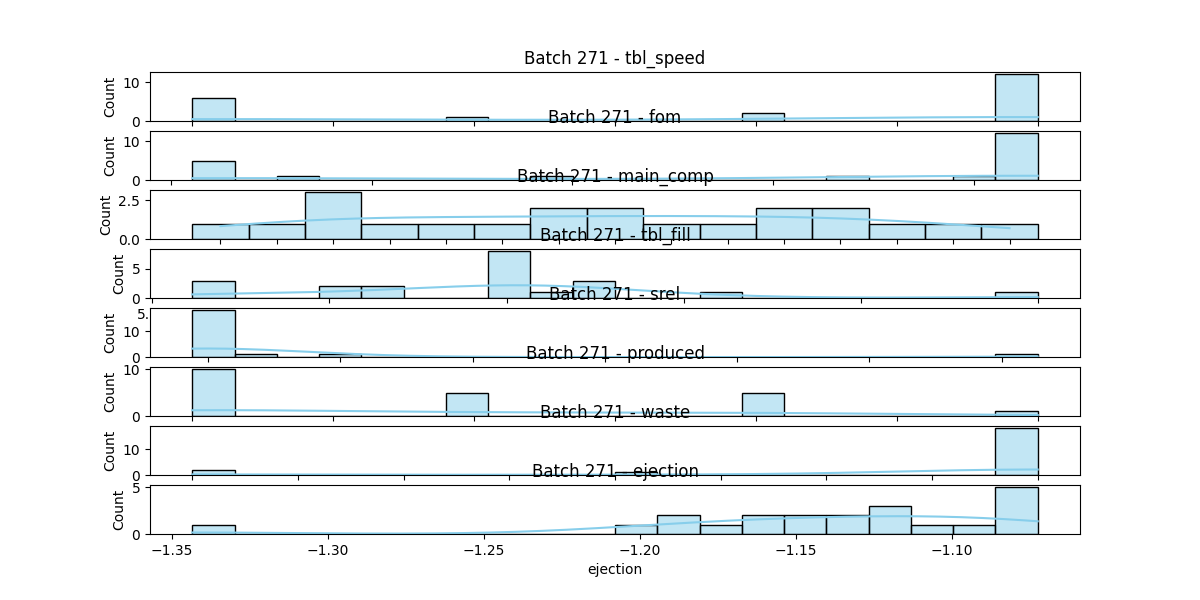 Batch 271 - tbl_speed
Count
10
0
Batch 271 - fom
Count
10
0
Batch 271 - main_comp
Count
2.5
0.0
Batch 271 - tbl_fill
Count
5
0
Batch 271 - srel
Count
5.
10
0
Batch 271 - produced
Count
10
0
Batch 271 - waste
Count
10
0
Batch 271 - ejection
Count
5
0
−1.35 −1.30 −1.25 −1.20 −1.15 −1.10
ejection